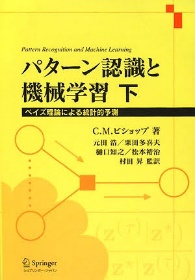 Pattern Recognition and Machine Learning
パターン認識と
機械学習 下
ベイズ理論による統計的予測
C.M.ビショップ 著
元田 浩/栗田多喜夫
樋口知之/松本裕治
村田 昇 監訳
Springer